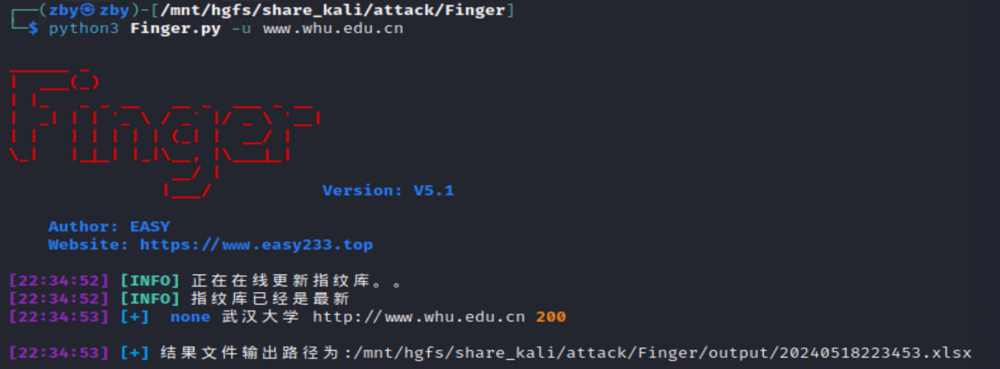 ┌──(zby㉿zby)-[/mnt/hgfs/share_kali/attack/Finger]
└─$ python3 Finger.py -u www.whu.edu.cn
Finger
Version: V5.1
Author: EASY
Website: https://www.easy233.top
[22:34:52] [INFO] 正在在线更新指纹库。。
[22:34:52] [INFO] 指纹库已经是最新
[22:34:53] [+] none 武汉大学 http://www.whu.edu.cn 200
[22:34:53] [+] 结果文件输出路径为:/mnt/hgfs/share_kali/attack/Finger/output/20240518223453.xlsx